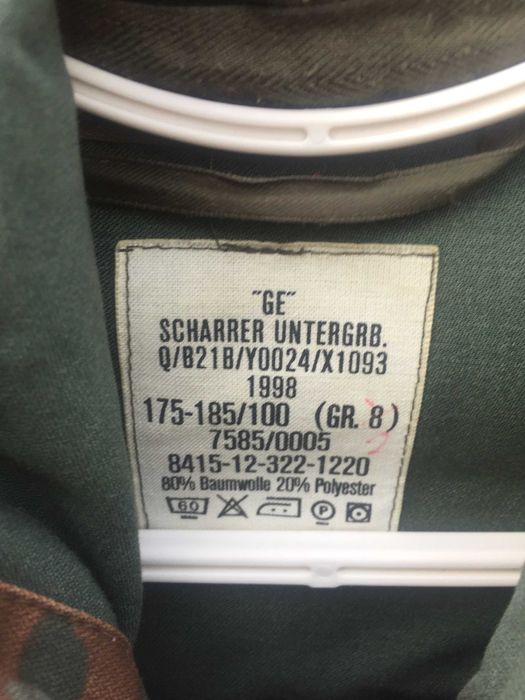 "GE"
SCHARRER UNTERGRB.
Q/B21B/Y0024/X1093
1998
175-185/100 (GR. 8)
7585/0005
8415-12-322-1220
80% Baumwolle 20% Polyester
60 P